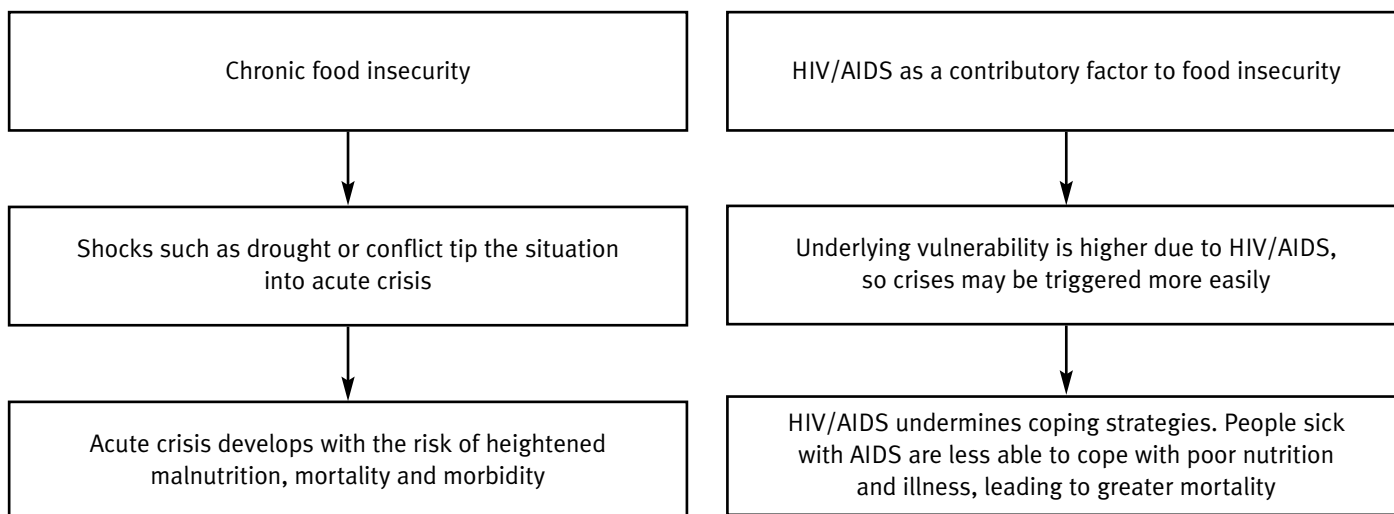 Chronic food insecurity
HIV/AIDS as a contributory factor to food insecurity
Shocks such as drought or conflict tip the situation
into acute crisis
Underlying vulnerability is higher due to HIV/AIDS,
so crises may be triggered more easily
Acute crisis develops with the risk of heightened
malnutrition, mortality and morbidity
HIV/AIDS undermines coping strategies. People sick
with AIDS are less able to cope with poor nutrition
and illness, leading to greater mortality